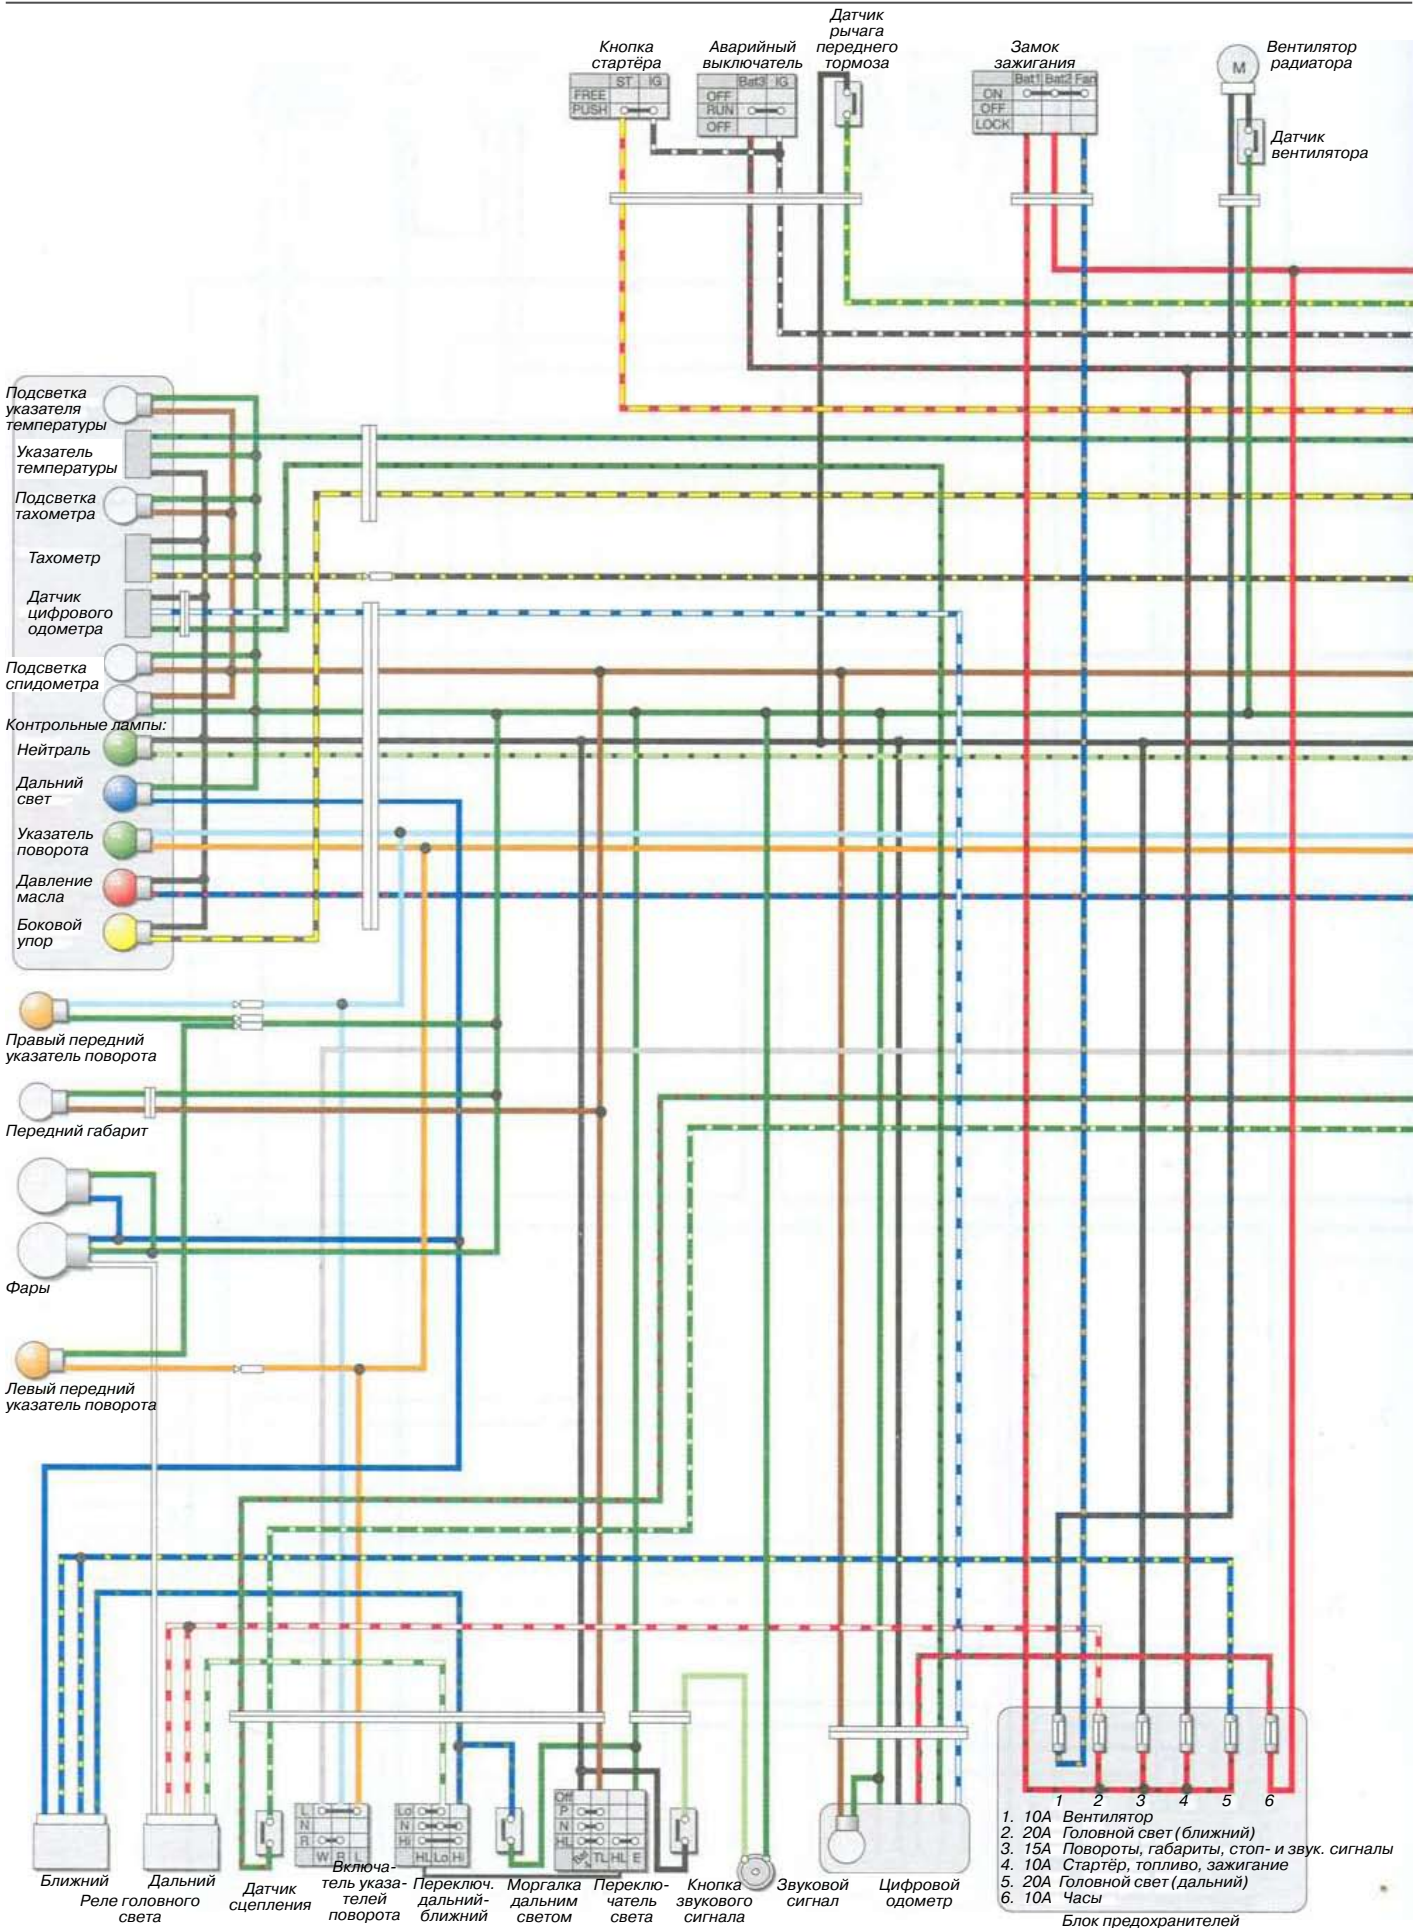 Кнопка
стартёра
Аварийный
выключатель
Датчик
рычага
переднего
тормоза
Замок
зажигания
Вентилятор
радиатора
ST IG
FREE
PUSH
Bat3 IG
OFF
RUN
OFF
Bat1 Bat2 Fan
ON
OFF
LOCK
M
Датчик
вентилятора
Подсветка
указателя
температуры
Указатель
температуры
Подсветка
тахометра
Тахометр
Датчик
цифрового
одометра
Подсветка
спидометра
Контрольные лампы:
Нейтраль
Дальний
свет
Указатель
поворота
Давление
масла
Боковой
упор
Правый передний
указатель поворота
Передний габарит
Фары
Левый передний
указатель поворота
L
N
R
W R L
Lo
N
Hi
HL Lo Hi
Off
P
N
HL
TL HL E
Ближний
Дальний
Реле головного
света
Датчик
сцепления
Включа-
тель указа-
телей
поворота
Переключ.
дальний-
ближний
Моргалка
дальним
светом
Переклю-
чатель
света
Кнопка
звукового
сигнала
Звуковой
сигнал
Цифровой
одометр
1 2 3 4 5 6
1. 10А Вентилятор
2. 20А Головной свет (ближний)
3. 15А Повороты, габариты, стоп- и звук. сигналы
4. 10А Стартёр, топливо, зажигание
5. 20А Головной свет (дальний)
6. 10А Часы
Блок предохранителей